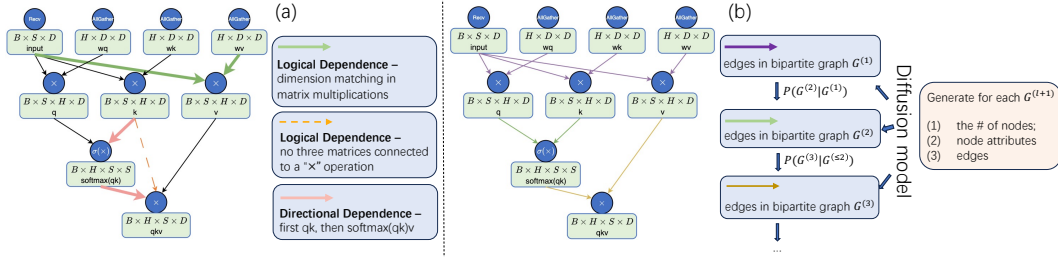 (a)
Recv AllGather AllGather AllGather
B × S × D H × D × D H × D × D H × D × D
input wq wk wv
× × ×
B × S × H × D B × S × H × D B × S × H × D
q k v
σ(×)
B × H × S × S
softmax(qk)
×
B × H × S × D
qkv
Logical Dependence –
dimension matching in
matrix multiplications
Logical Dependence –
no three matrices connected
to a "×" operation
Directional Dependence –
first qk, then softmax(qk)v
(b)
Recv AllGather AllGather AllGather
B × S × D H × D × D H × D × D H × D × D
input wq wk wv
× × ×
B × S × H × D B × S × H × D B × S × H × D
q k v
σ(×)
B × H × S × S
softmax(qk)
×
B × H × S × D
qkv
edges in bipartite graph G^(1)
P(G^(2)|G^(1))
edges in bipartite graph G^(2)
P(G^(3)|G^(≤2))
edges in bipartite graph G^(3)
...
Diffusion model
Generate for each G^(l+1)
(1) the # of nodes;
(2) node attributes
(3) edges